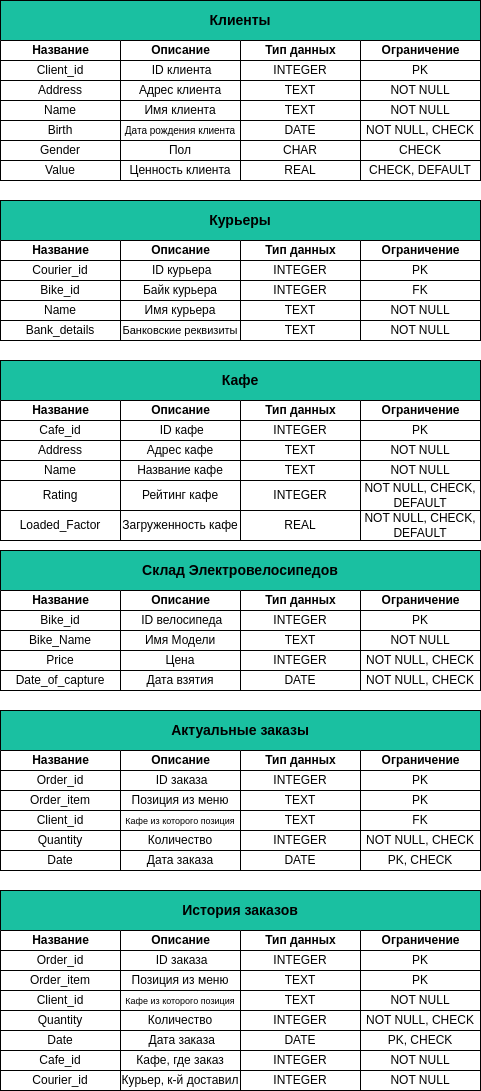 Клиенты
Название Описание Тип данных Ограничение
Client_id ID клиента INTEGER PK
Address Адрес клиента TEXT NOT NULL
Name Имя клиента TEXT NOT NULL
Birth Дата рождения клиента DATE NOT NULL, CHECK
Gender Пол CHAR CHECK
Value Ценность клиента REAL CHECK, DEFAULT
Курьеры
Название Описание Тип данных Ограничение
Courier_id ID курьера INTEGER PK
Bike_id Байк курьера INTEGER FK
Name Имя курьера TEXT NOT NULL
Bank_details Банковские реквизиты TEXT NOT NULL
Кафе
Название Описание Тип данных Ограничение
Cafe_id ID кафе INTEGER PK
Address Адрес кафе TEXT NOT NULL
Name Название кафе TEXT NOT NULL
Rating Рейтинг кафе INTEGER NOT NULL, CHECK,
DEFAULT
Loaded_Factor Загруженность кафе REAL NOT NULL, CHECK,
DEFAULT
Склад Электровелосипедов
Название Описание Тип данных Ограничение
Bike_id ID велосипеда INTEGER PK
Bike_Name Имя Модели TEXT NOT NULL
Price Цена INTEGER NOT NULL, CHECK
Date_of_capture Дата взятия DATE NOT NULL, CHECK
Актуальные заказы
Название Описание Тип данных Ограничение
Order_id ID заказа INTEGER PK
Order_item Позиция из меню TEXT PK
Client_id Кафе из которого позиция TEXT FK
Quantity Количество INTEGER NOT NULL, CHECK
Date Дата заказа DATE PK, CHECK
История заказов
Название Описание Тип данных Ограничение
Order_id ID заказа INTEGER PK
Order_item Позиция из меню TEXT PK
Client_id Кафе из которого позиция TEXT NOT NULL
Quantity Количество INTEGER NOT NULL, CHECK
Date Дата заказа DATE PK, CHECK
Cafe_id Кафе, где заказ INTEGER NOT NULL
Courier_id Курьер, к-й доставил INTEGER NOT NULL